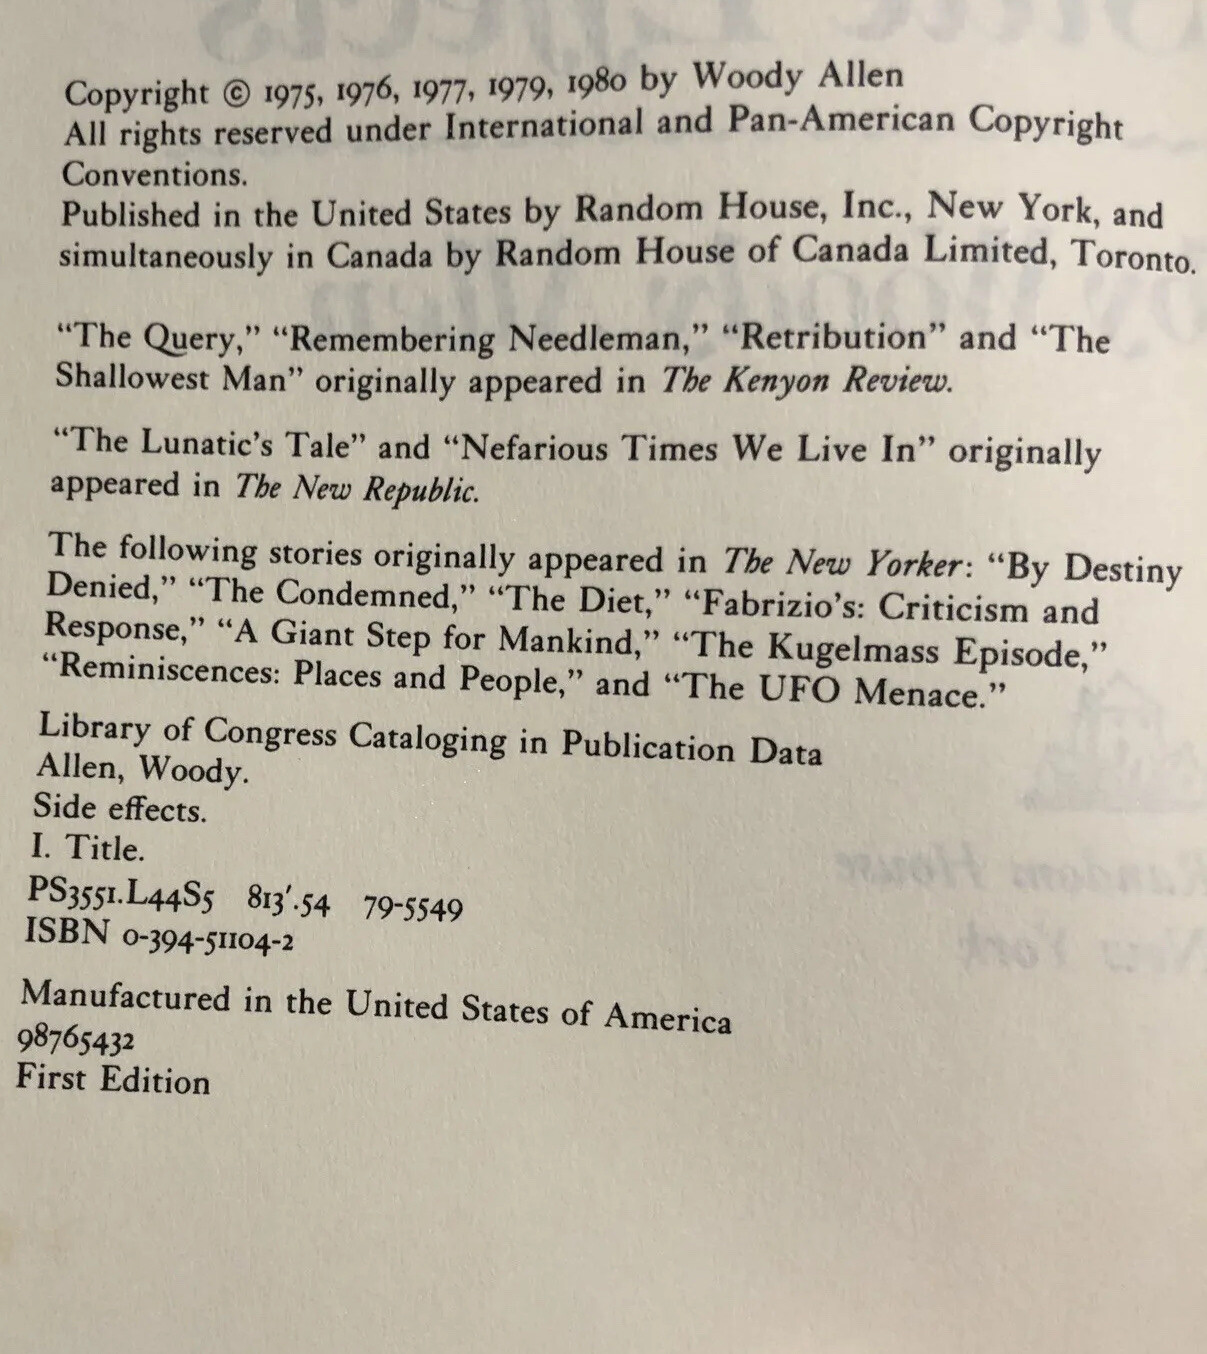 Copyright © 1975, 1976, 1977, 1979, 1980 by Woody Allen
All rights reserved under International and Pan-American Copyright
Conventions.
Published in the United States by Random House, Inc., New York, and
simultaneously in Canada by Random House of Canada Limited, Toronto.
“The Query,” “Remembering Needleman,” “Retribution” and “The
Shallowest Man” originally appeared in The Kenyon Review.
“The Lunatic’s Tale” and “Nefarious Times We Live In” originally
appeared in The New Republic.
The following stories originally appeared in The New Yorker: “By Destiny
Denied,” “The Condemned,” “The Diet,” “Fabrizio’s: Criticism and
Response,” “A Giant Step for Mankind,” “The Kugelmass Episode,”
“Reminiscences: Places and People,” and “The UFO Menace.”
Library of Congress Cataloging in Publication Data
Allen, Woody.
Side effects.
I. Title.
PS3551.L44S5 813′.54 79-5549
ISBN 0-394-51104-2
Manufactured in the United States of America
98765432
First Edition